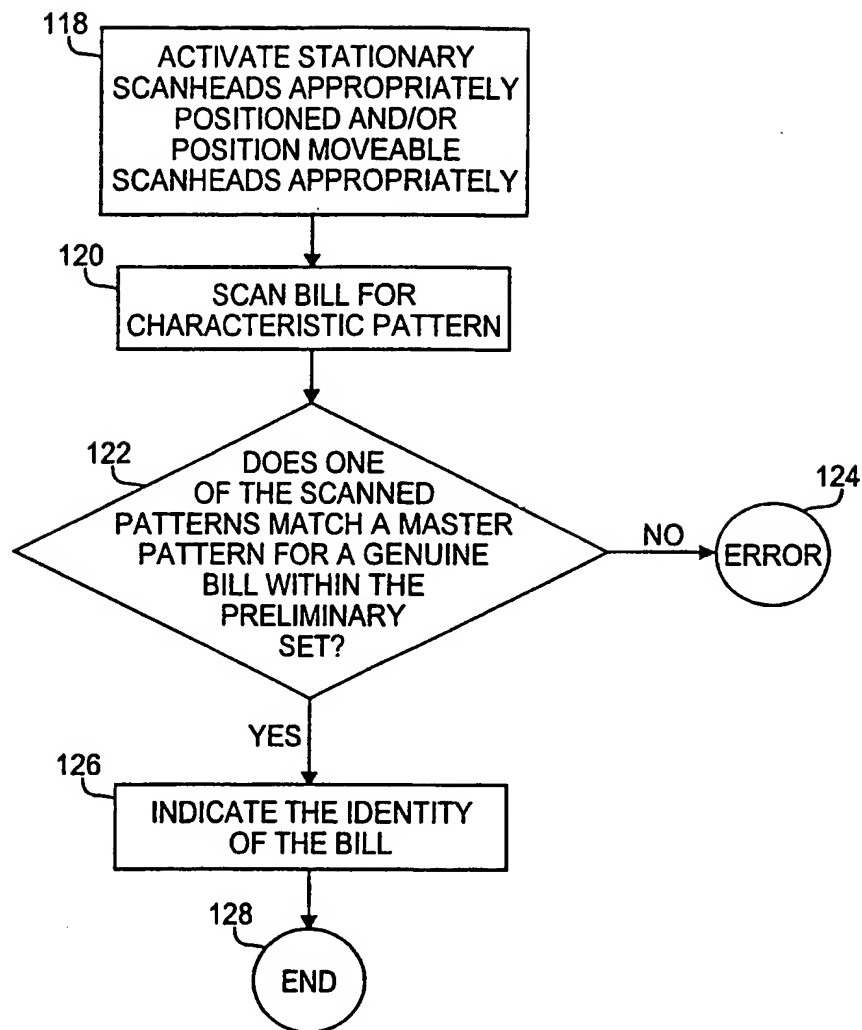 118
ACTIVATE STATIONARY
SCANHEADS APPROPRIATELY
POSITIONED AND/OR
POSITION MOVEABLE
SCANHEADS APPROPRIATELY
120
SCAN BILL FOR
CHARACTERISTIC PATTERN
122
DOES ONE
OF THE SCANNED
PATTERNS MATCH A MASTER
PATTERN FOR A GENUINE
BILL WITHIN THE
PRELIMINARY
SET?
NO
124
ERROR
YES
126
INDICATE THE IDENTITY
OF THE BILL
128
END